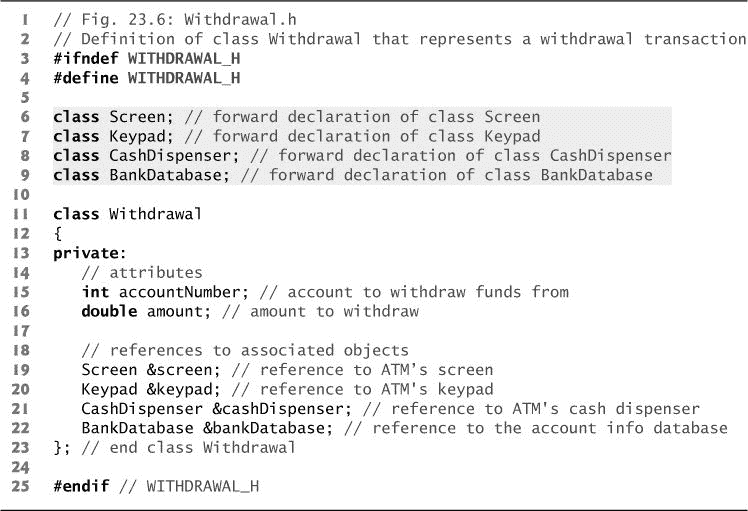 1 // Fig. 23.6: Withdrawal.h
2 // Definition of class Withdrawal that represents a withdrawal transaction
3 #ifndef WITHDRAWAL_H
4 #define WITHDRAWAL_H
5
6 class Screen; // forward declaration of class Screen
7 class Keypad; // forward declaration of class Keypad
8 class CashDispenser; // forward declaration of class CashDispenser
9 class BankDatabase; // forward declaration of class BankDatabase
10
11 class Withdrawal
12 {
13 private:
14    // attributes
15    int accountNumber; // account to withdraw funds from
16    double amount; // amount to withdraw
17
18    // references to associated objects
19    Screen &screen; // reference to ATM’s screen
20    Keypad &keypad; // reference to ATM's keypad
21    CashDispenser &cashDispenser; // reference to ATM's cash dispenser
22    BankDatabase &bankDatabase; // reference to the account info database
23 }; // end class Withdrawal
24
25 #endif // WITHDRAWAL_H